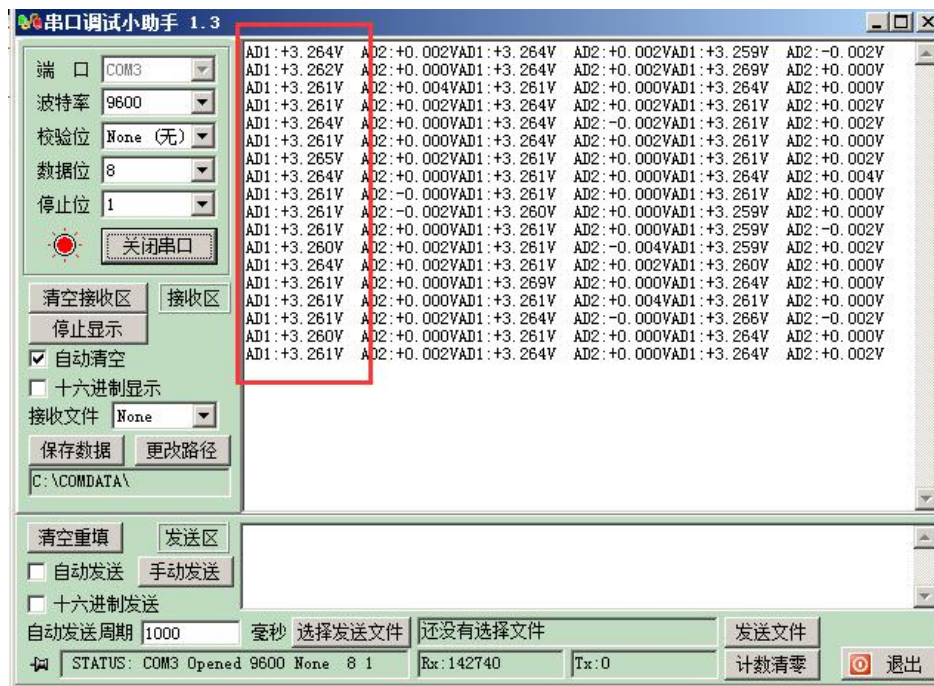 串口调试小助手 1.3
端 口 COM3
波特率 9600
校验位 None (无)
数据位 8
停止位 1
关闭串口
清空接收区 接收区
停止显示
自动清空
十六进制显示
接收文件 None
保存数据 更改路径
C:\COMDATA\
AD1:+3.264V AD2:+0.002VAD1:+3.264V AD2:+0.002VAD1:+3.259V AD2:-0.002V
AD1:+3.262V AD2:+0.000VAD1:+3.264V AD2:+0.002VAD1:+3.269V AD2:+0.000V
AD1:+3.261V AD2:+0.004VAD1:+3.261V AD2:+0.000VAD1:+3.264V AD2:+0.000V
AD1:+3.261V AD2:+0.002VAD1:+3.264V AD2:+0.002VAD1:+3.261V AD2:+0.002V
AD1:+3.264V AD2:+0.000VAD1:+3.264V AD2:-0.002VAD1:+3.261V AD2:+0.002V
AD1:+3.261V AD2:+0.000VAD1:+3.264V AD2:+0.002VAD1:+3.261V AD2:+0.000V
AD1:+3.265V AD2:+0.002VAD1:+3.261V AD2:+0.000VAD1:+3.261V AD2:+0.002V
AD1:+3.264V AD2:+0.000VAD1:+3.261V AD2:+0.000VAD1:+3.264V AD2:+0.004V
AD1:+3.261V AD2:-0.000VAD1:+3.261V AD2:+0.000VAD1:+3.261V AD2:+0.000V
AD1:+3.261V AD2:-0.002VAD1:+3.260V AD2:+0.000VAD1:+3.259V AD2:+0.000V
AD1:+3.261V AD2:+0.000VAD1:+3.261V AD2:+0.000VAD1:+3.259V AD2:-0.002V
AD1:+3.260V AD2:+0.002VAD1:+3.261V AD2:-0.004VAD1:+3.259V AD2:+0.002V
AD1:+3.264V AD2:+0.002VAD1:+3.261V AD2:+0.002VAD1:+3.260V AD2:+0.000V
AD1:+3.261V AD2:+0.000VAD1:+3.269V AD2:+0.000VAD1:+3.264V AD2:+0.000V
AD1:+3.261V AD2:+0.000VAD1:+3.261V AD2:+0.004VAD1:+3.261V AD2:+0.000V
AD1:+3.261V AD2:+0.002VAD1:+3.264V AD2:-0.000VAD1:+3.266V AD2:-0.002V
AD1:+3.260V AD2:+0.000VAD1:+3.261V AD2:+0.000VAD1:+3.264V AD2:+0.000V
AD1:+3.261V AD2:+0.002VAD1:+3.264V AD2:+0.000VAD1:+3.264V AD2:+0.002V
清空重填 发送区
自动发送 手动发送
十六进制发送
自动发送周期 1000 毫秒 选择发送文件 还没有选择文件 发送文件
STATUS: COM3 Opened 9600 None 8 1 Rx:142740 Tx:0 计数清零 退出